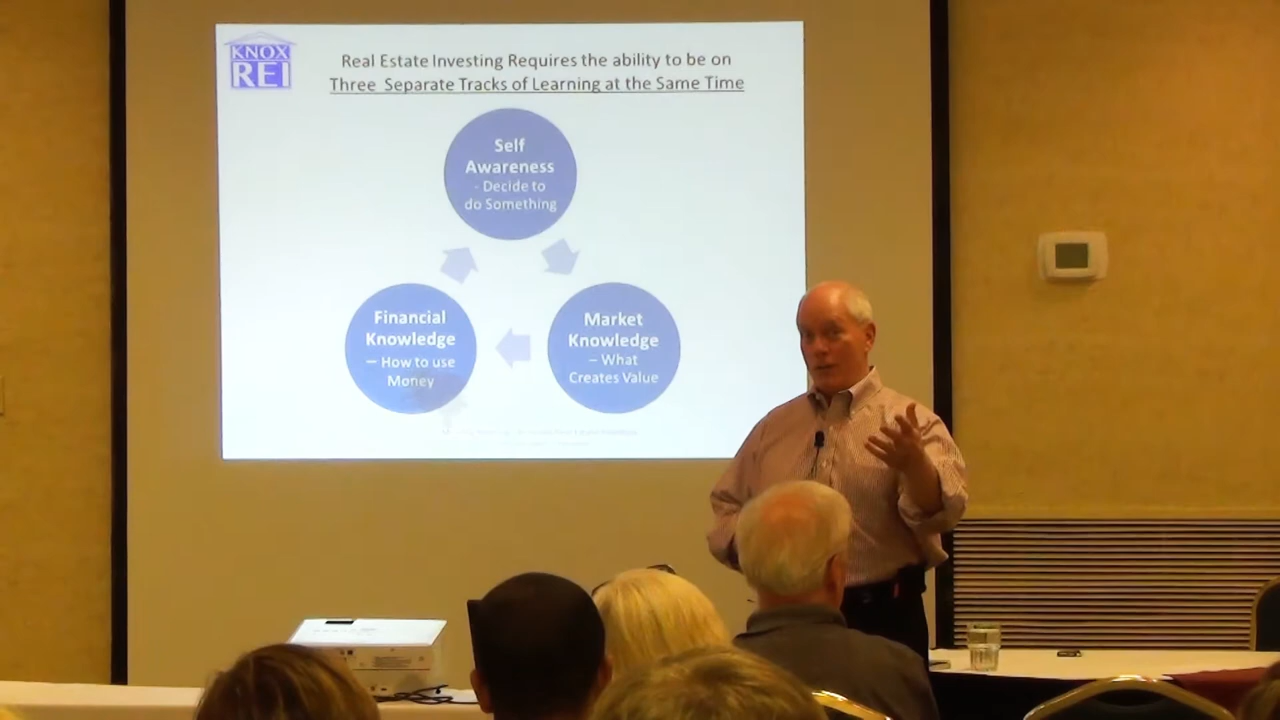 KNOX
REI
Real Estate Investing Requires the ability to be on
Three Separate Tracks of Learning at the Same Time
Self
Awareness
- Decide to
do Something
Financial
Knowledge
– How to use
Money
Market
Knowledge
– What
Creates Value